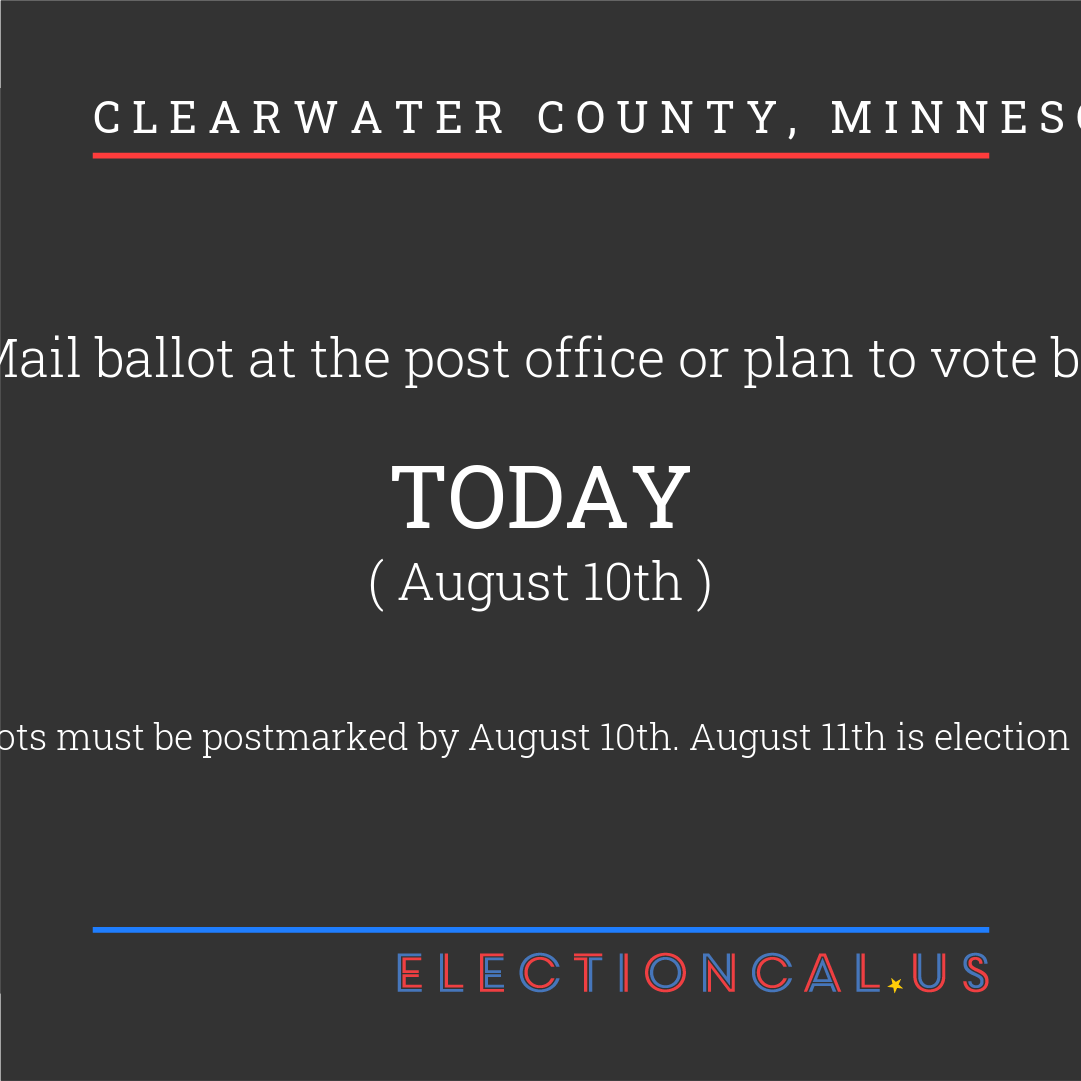 CLEARWATER COUNTY, MINNESO
Mail ballot at the post office or plan to vote b
TODAY
( August 10th )
ots must be postmarked by August 10th. August 11th is election
ELECTIONCAL.US